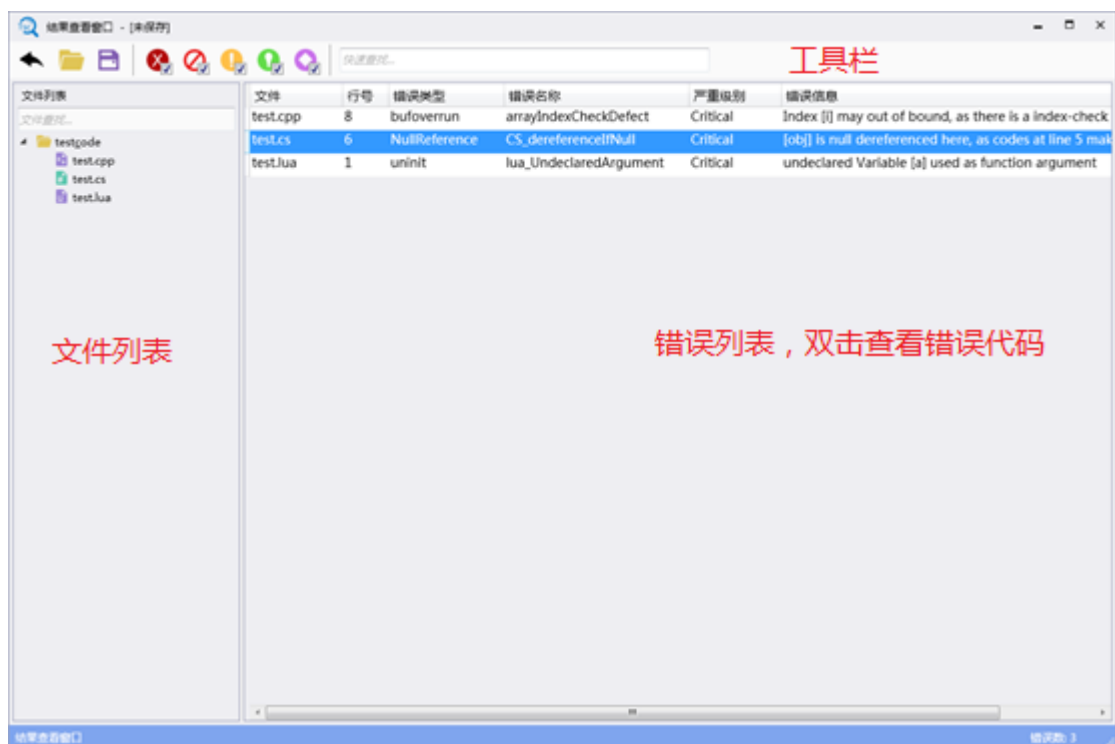 结果查看窗口 - [未保存]
快速查找...
工具栏
文件列表
文件查找...
testcode
test.cpp
test.cs
test.lua
文件 行号 错误类型 错误名称 严重级别 错误信息
test.cpp 8 bufoverrun arrayIndexCheckDefect Critical Index [i] may out of bound, as there is a index-check
test.cs 6 NullReference CS_dereferenceIfNull Critical [obj] is null dereferenced here, as codes at line 5 mak
test.lua 1 uninit lua_UndeclaredArgument Critical undeclared Variable [a] used as function argument
文件列表
错误列表，双击查看错误代码
结果查看窗口
错误数: 3